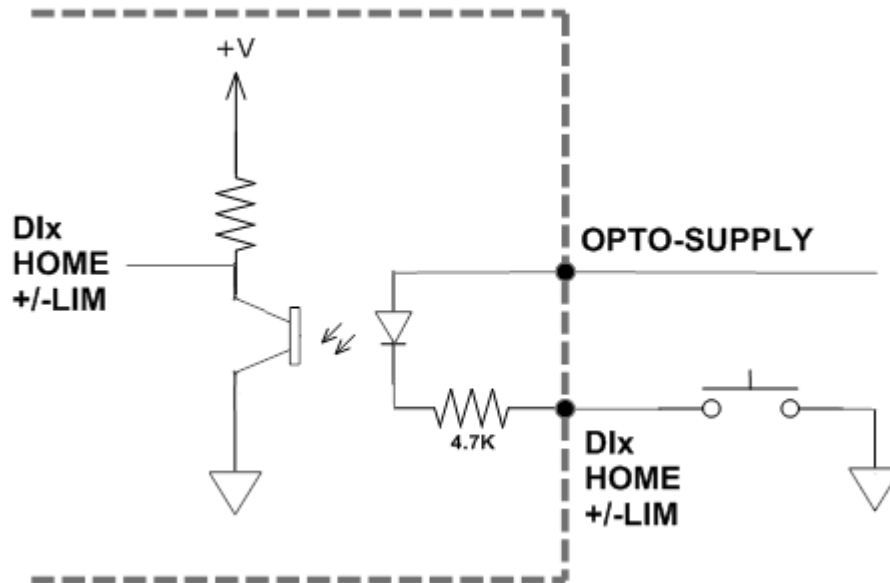 +V
DIx
HOME
+/-LIM
OPTO-SUPPLY
4.7K
DIx
HOME
+/-LIM